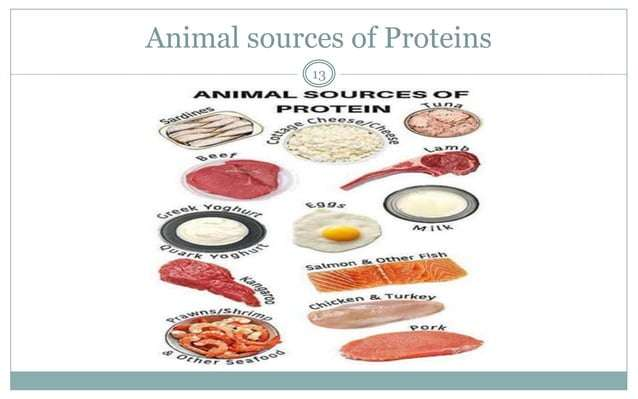 Animal sources of Proteins
13
ANIMAL SOURCES OF
PROTEIN
Sardines
Cottage Cheese/Cheese
Tuna
Beef
Lamb
Greek Yoghurt
Quark Yoghurt
Eggs
Milk
Kangaroo
Salmon & Other Fish
Chicken & Turkey
Prawns/Shrimp
& Other Seafood
Pork